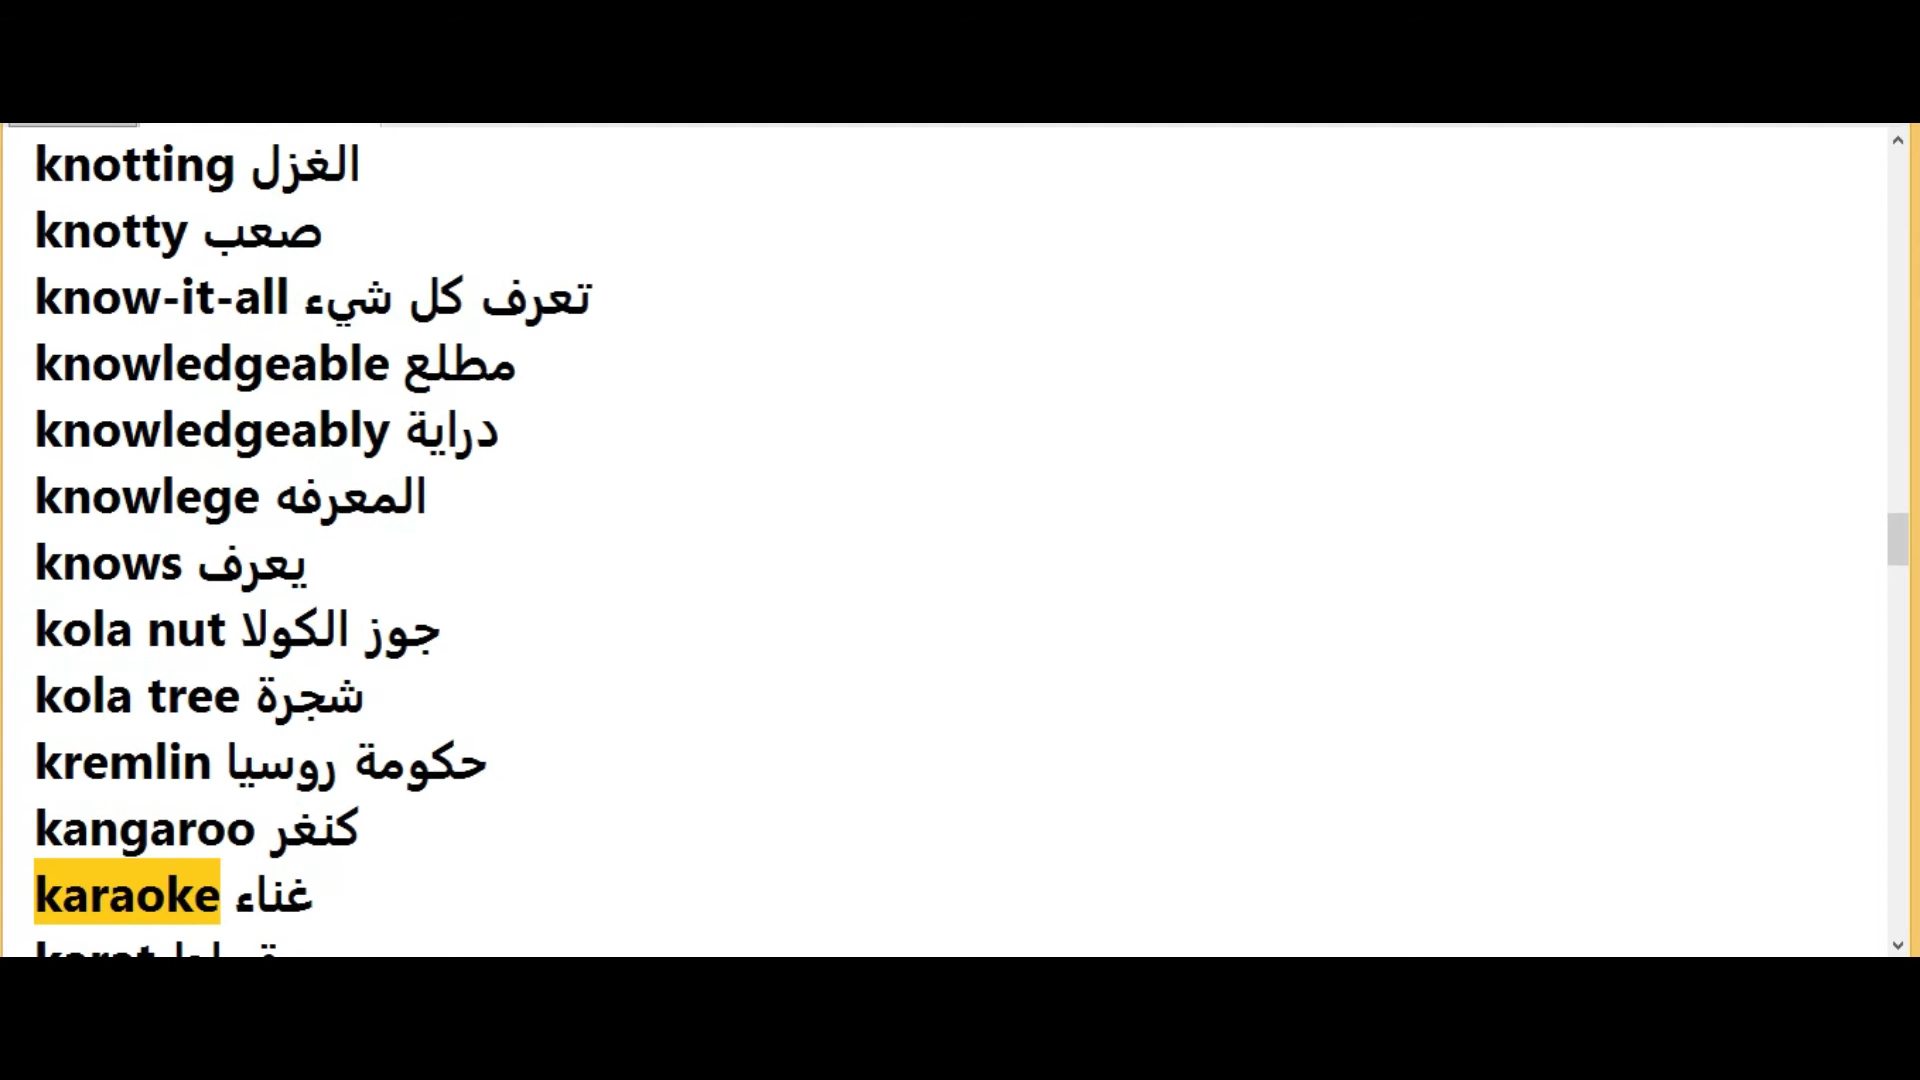 knotting الغزل
knotty صعب
know-it-all تعرف كل شيء
knowledgeable مطلع
knowledgeably دراية
knowlege المعرفه
knows يعرف
kola nut جوز الكولا
kola tree شجرة
kremlin حكومة روسيا
kangaroo كنغر
karaoke غناء